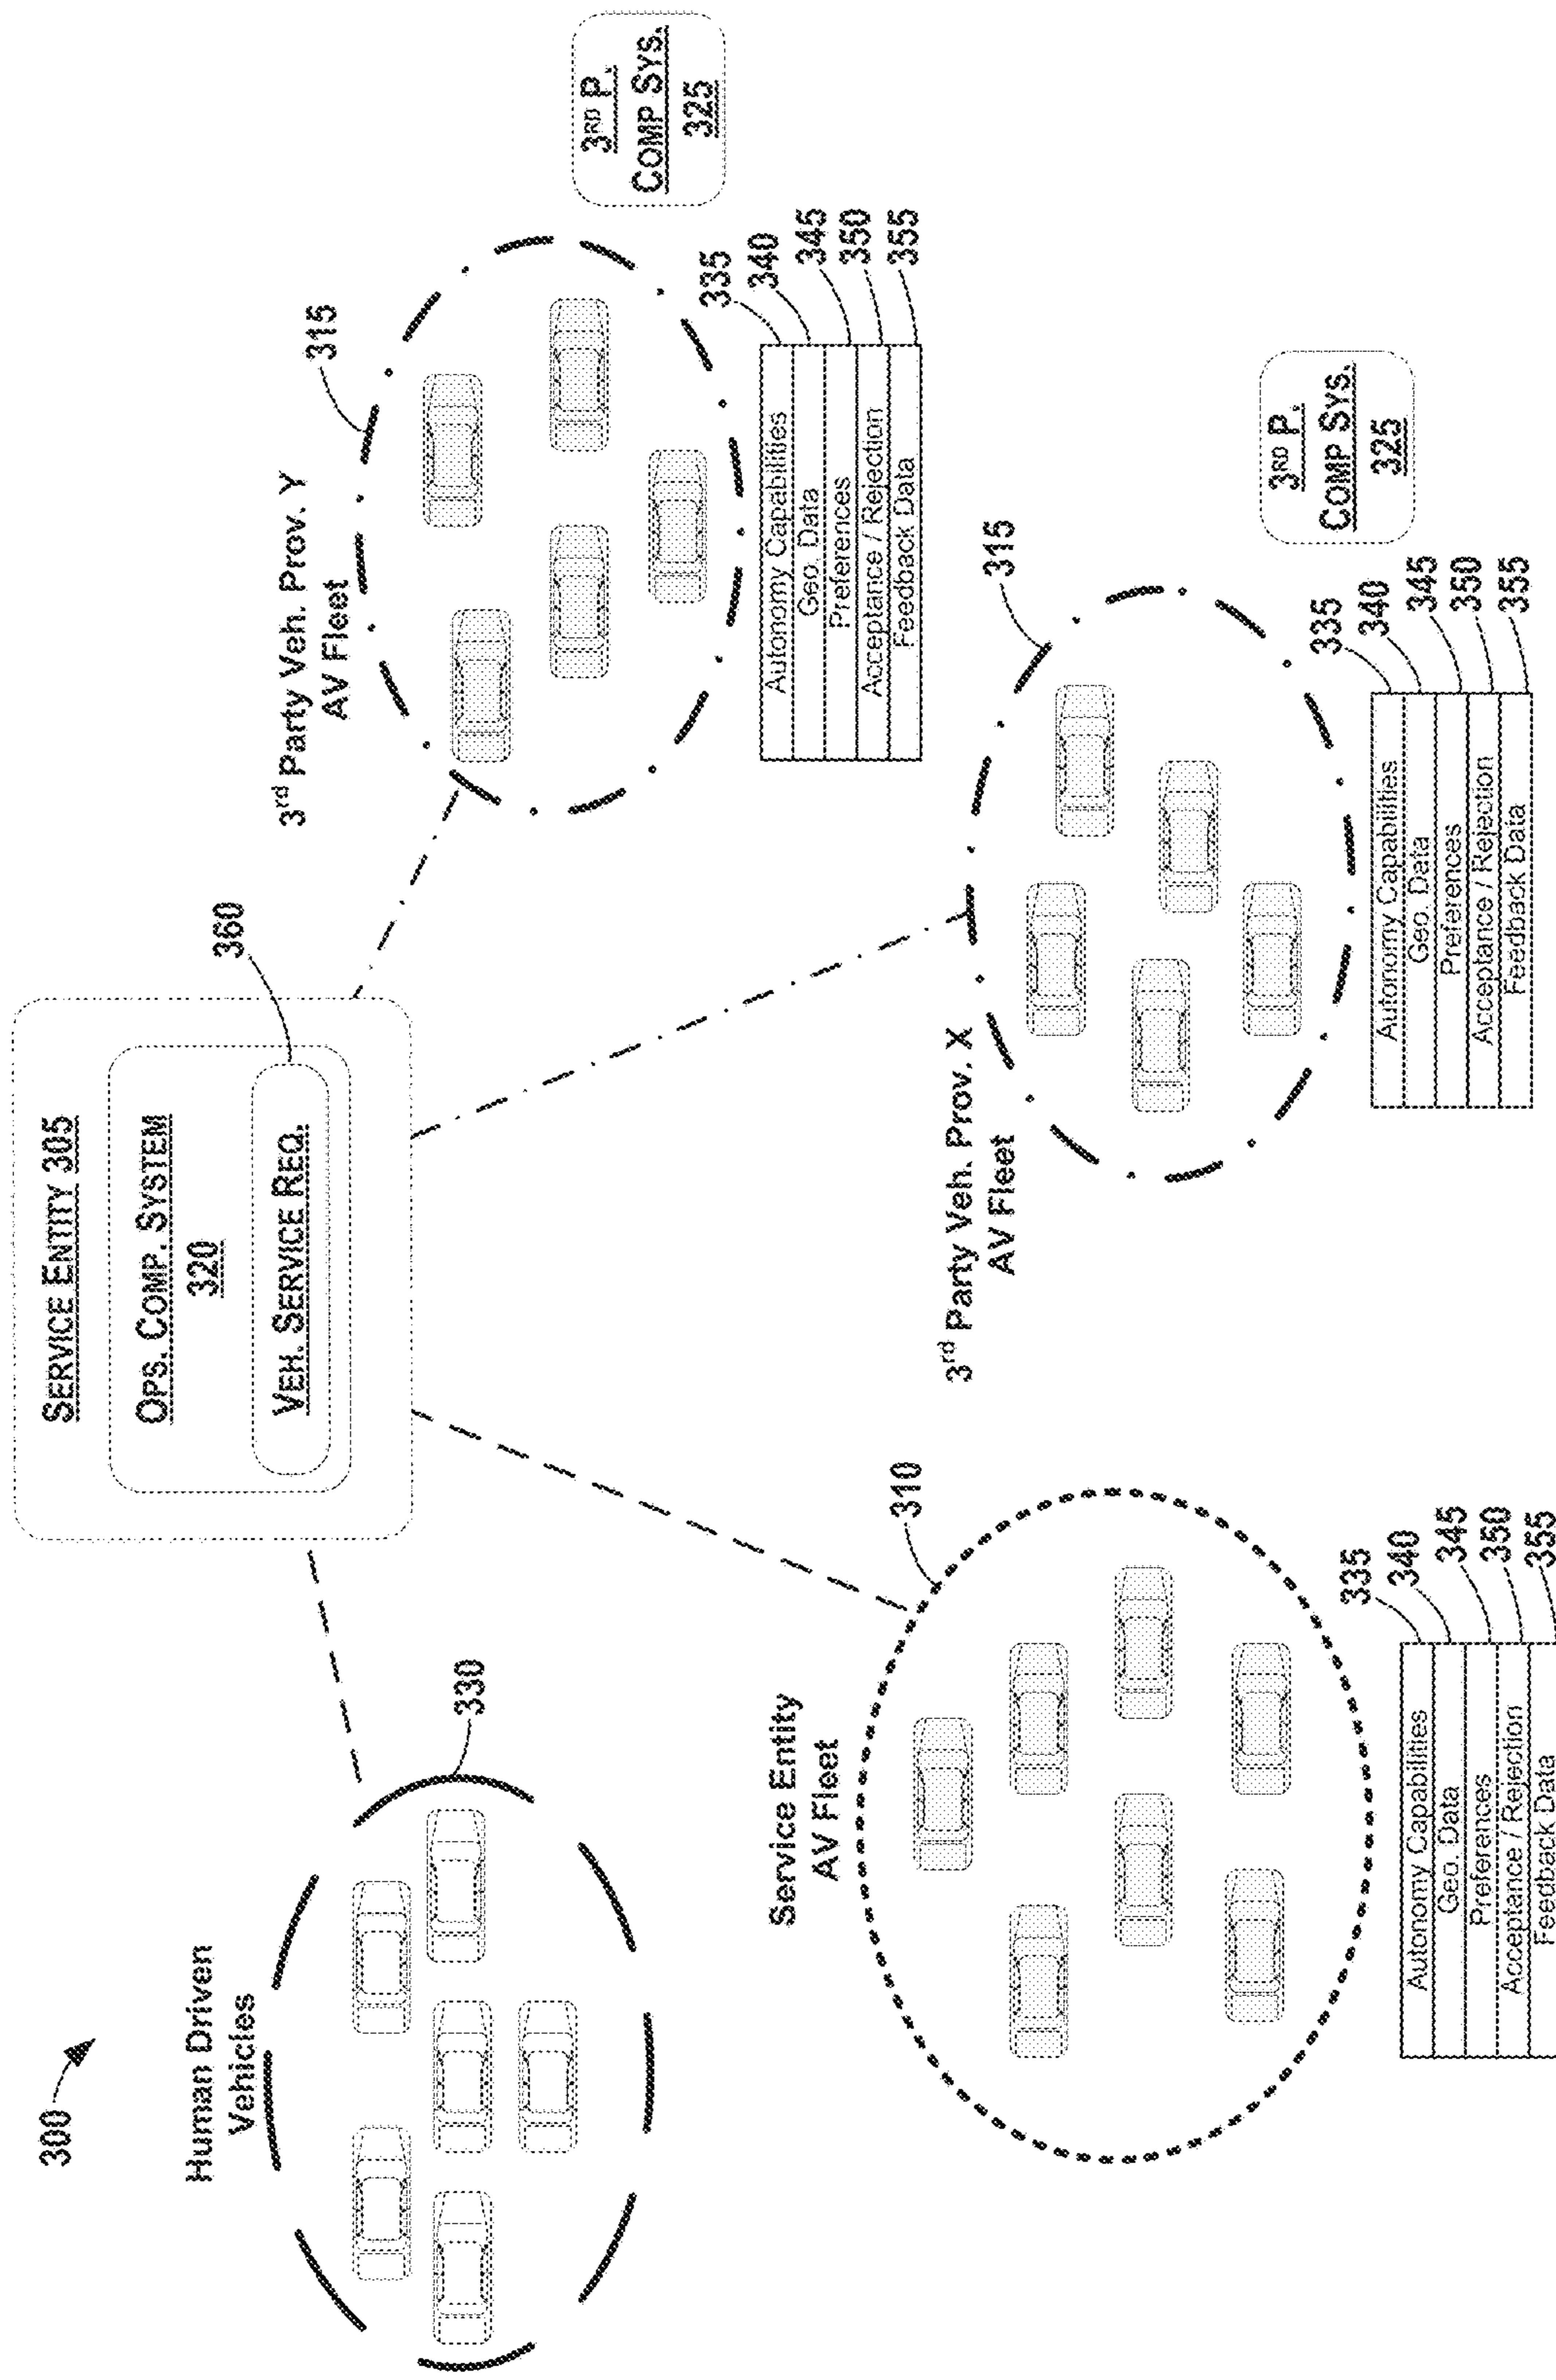 300
SERVICE ENTITY 305
OPS. COMP. SYSTEM
320
VEH. SERVICE REQ.
360
Human Driven
Vehicles
330
3rd Party Veh. Prov. Y
AV Fleet
315
3RD P.
COMP SYS.
325
Autonomy Capabilities
Geo. Data
Preferences
Acceptance / Rejection
Feedback Data
335
340
345
350
355
Service Entity
AV Fleet
310
Autonomy Capabilities
Geo. Data
Preferences
Acceptance / Rejection
Feedback Data
335
340
345
350
355
3rd Party Veh. Prov. X
AV Fleet
315
3RD P.
COMP SYS.
325
Autonomy Capabilities
Geo. Data
Preferences
Acceptance / Rejection
Feedback Data
335
340
345
350
355